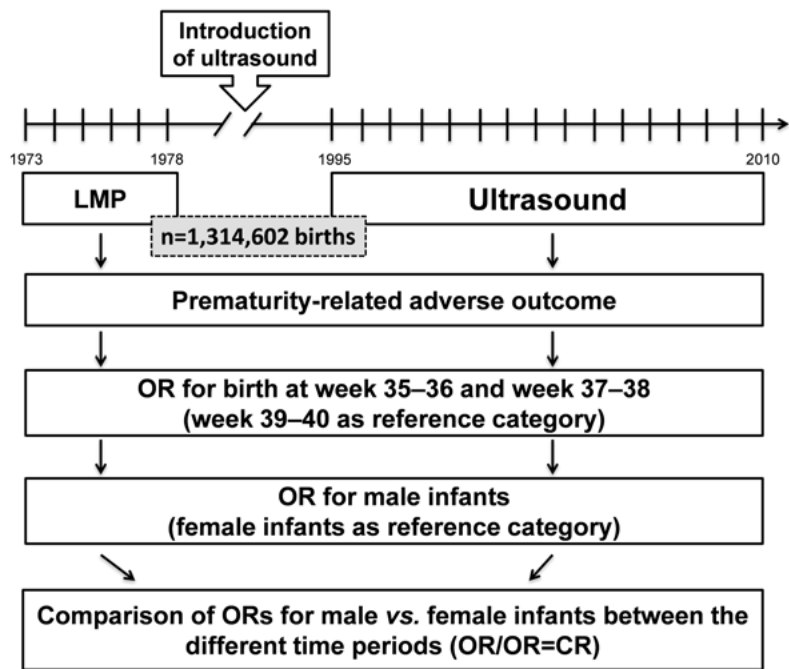 Introduction
of ultrasound
1973
1978
1995
2010
LMP
Ultrasound
n=1,314,602 births
Prematurity-related adverse outcome
OR for birth at week 35–36 and week 37–38
(week 39–40 as reference category)
OR for male infants
(female infants as reference category)
Comparison of ORs for male vs. female infants between the
different time periods (OR/OR=CR)